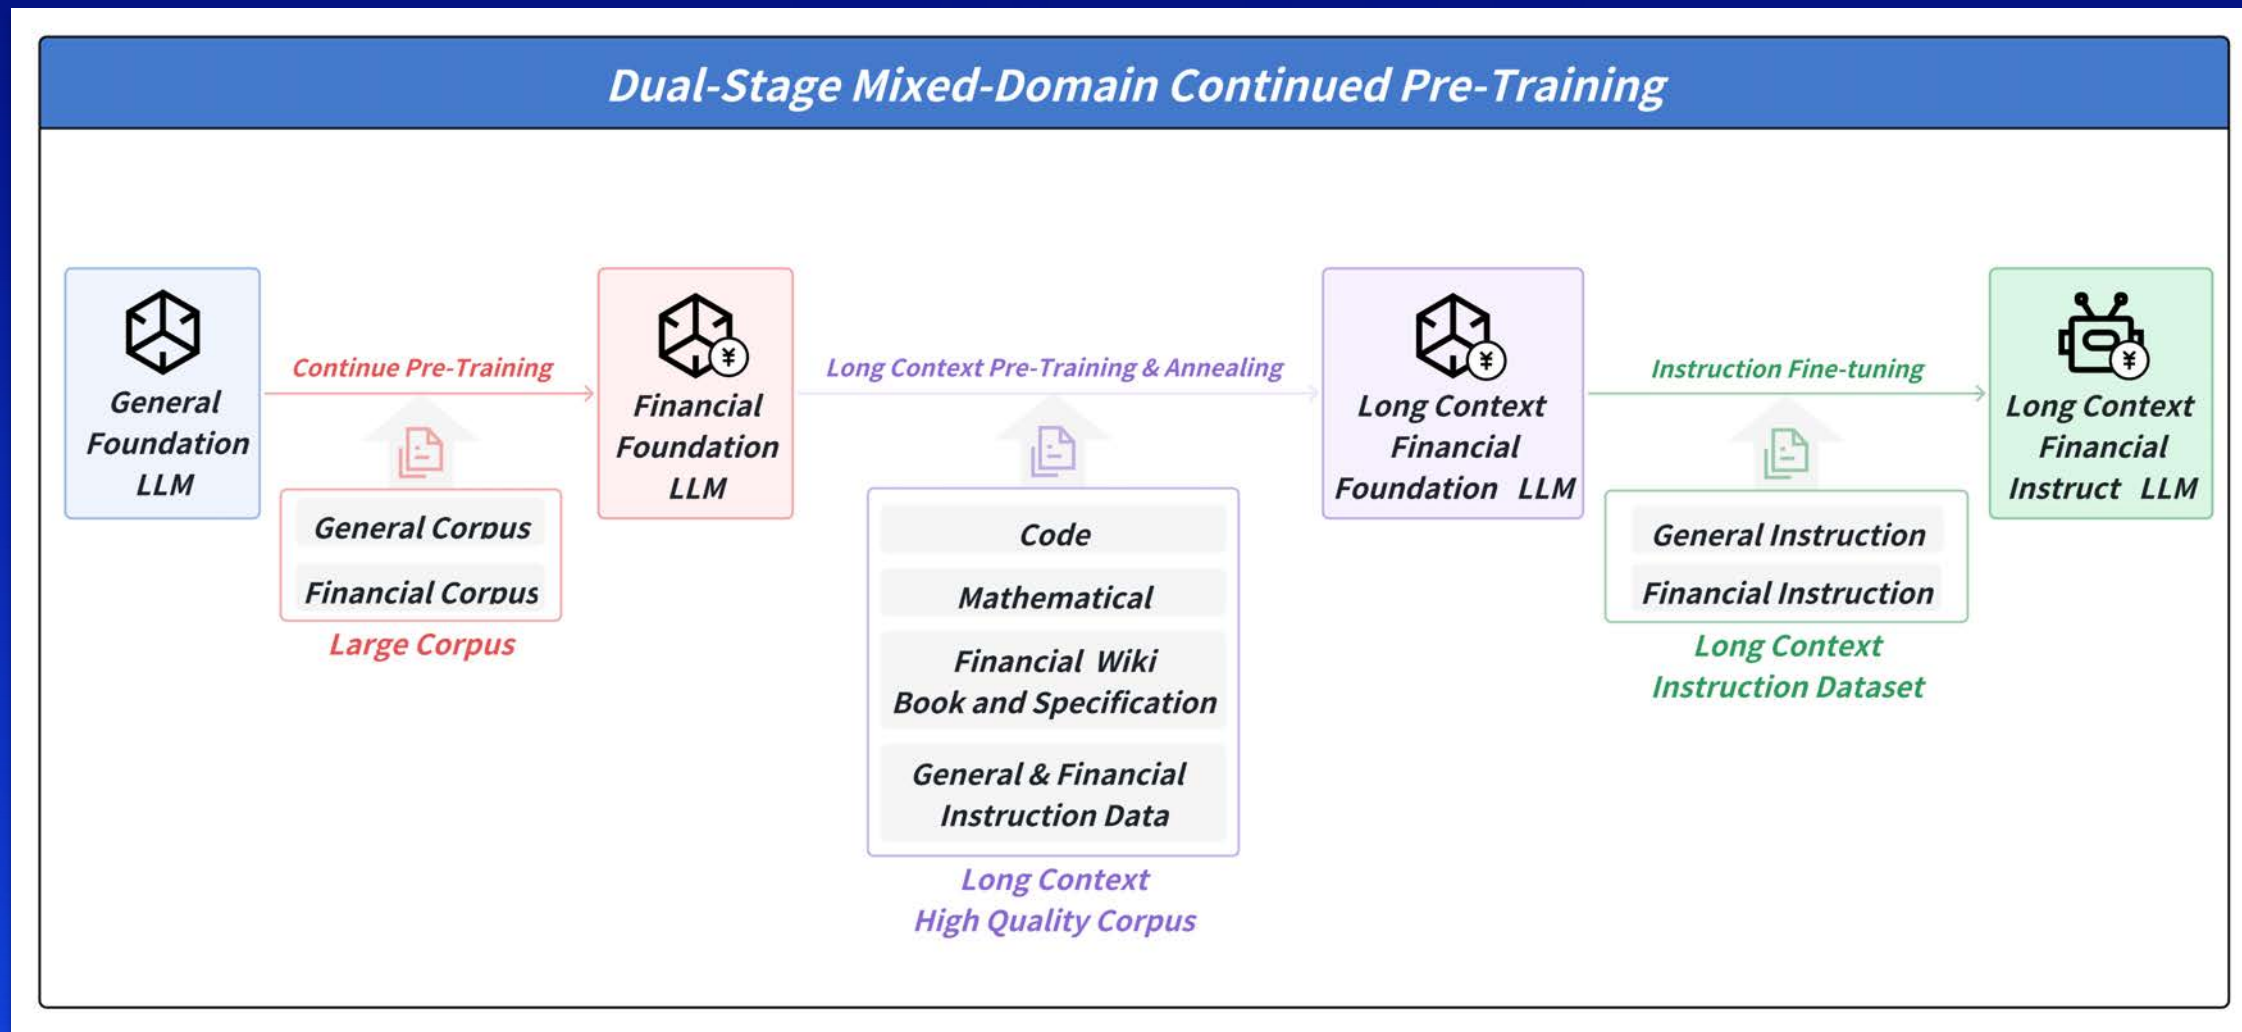 Dual-Stage Mixed-Domain Continued Pre-Training
General
Foundation
LLM
Continue Pre-Training
General Corpus
Financial Corpus
Large Corpus
¥
Financial
Foundation
LLM
Long Context Pre-Training & Annealing
Code
Mathematical
Financial Wiki
Book and Specification
General & Financial
Instruction Data
Long Context
High Quality Corpus
¥
Long Context
Financial
Foundation LLM
Instruction Fine-tuning
General Instruction
Financial Instruction
Long Context
Instruction Dataset
¥
Long Context
Financial
Instruct LLM